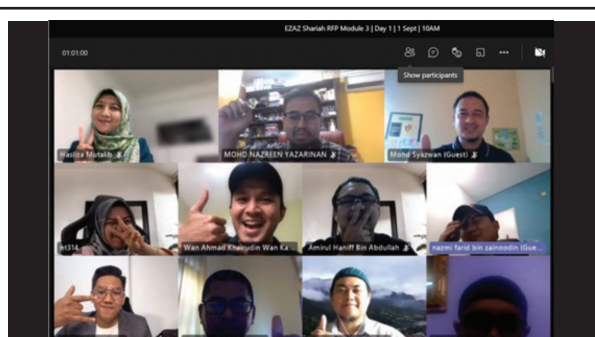 EZAZ Shariah RFP Module 3 | Day 1 | 1 Sept | 10AM
01:01:00
Show participants
Hasliza Mutalib
MOHD NAZREEN YAZARINAN
Mohd Syazwan (Guest)
nt314
Wan Ahmad Khairudin Wan Ka...
Amirul Haniff Bin Abdullah
nazmi farid bin zainoodin (Gue...